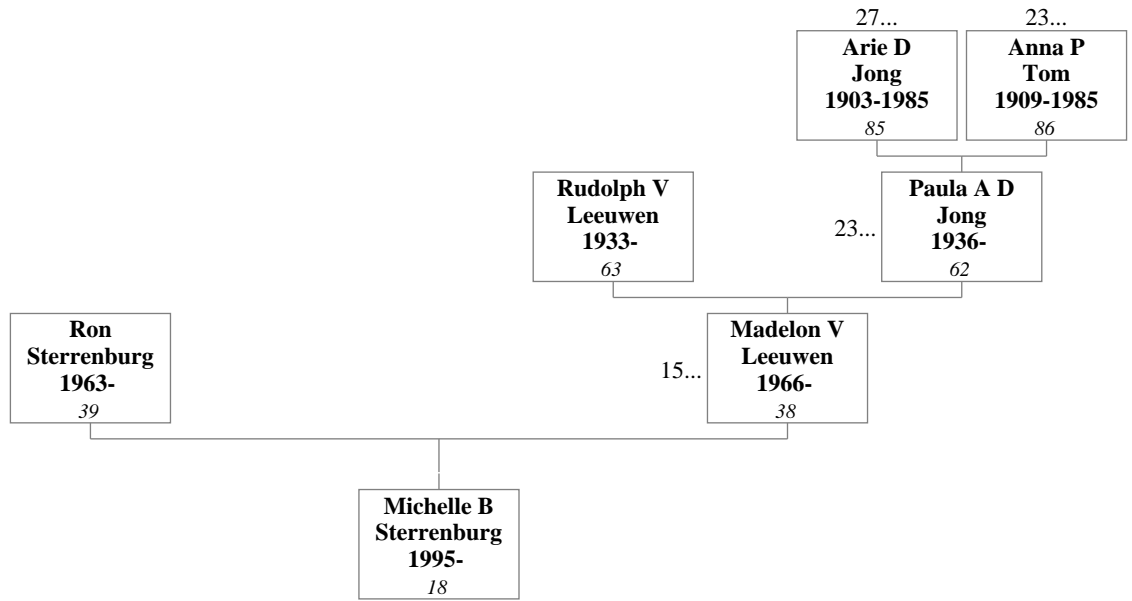 27...
23...
Arie D
Jong
1903-1985
85
Anna P
Tom
1909-1985
86
Rudolph V
Leeuwen
1933-
63
23...
Paula A D
Jong
1936-
62
Ron
Sterrenburg
1963-
39
15...
Madelon V
Leeuwen
1966-
38
Michelle B
Sterrenburg
1995-
18